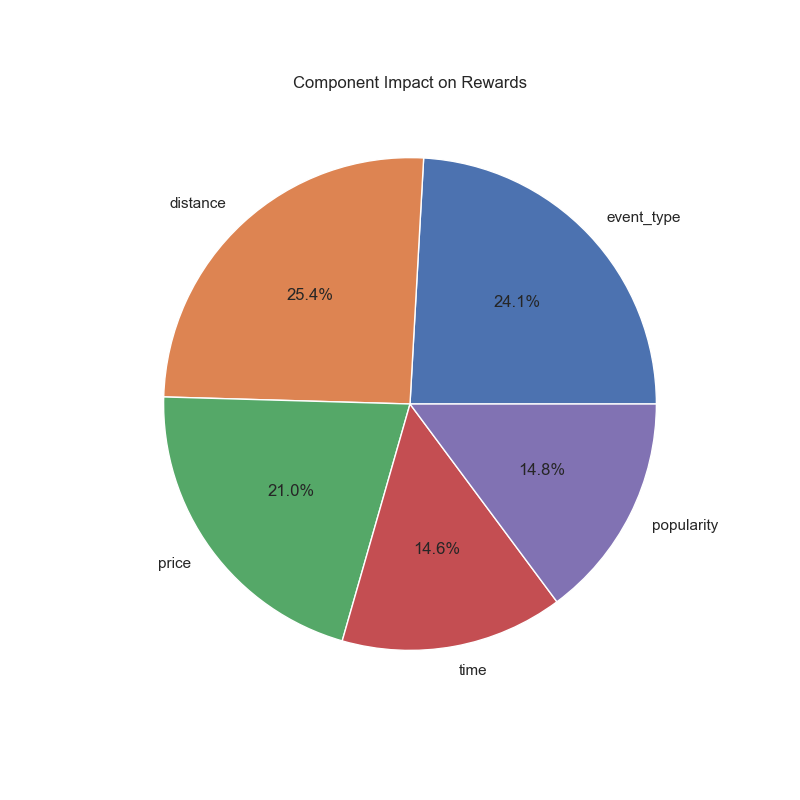 Component Impact on Rewards
distance
event_type
25.4%
24.1%
14.8%
21.0%
popularity
14.6%
price
time